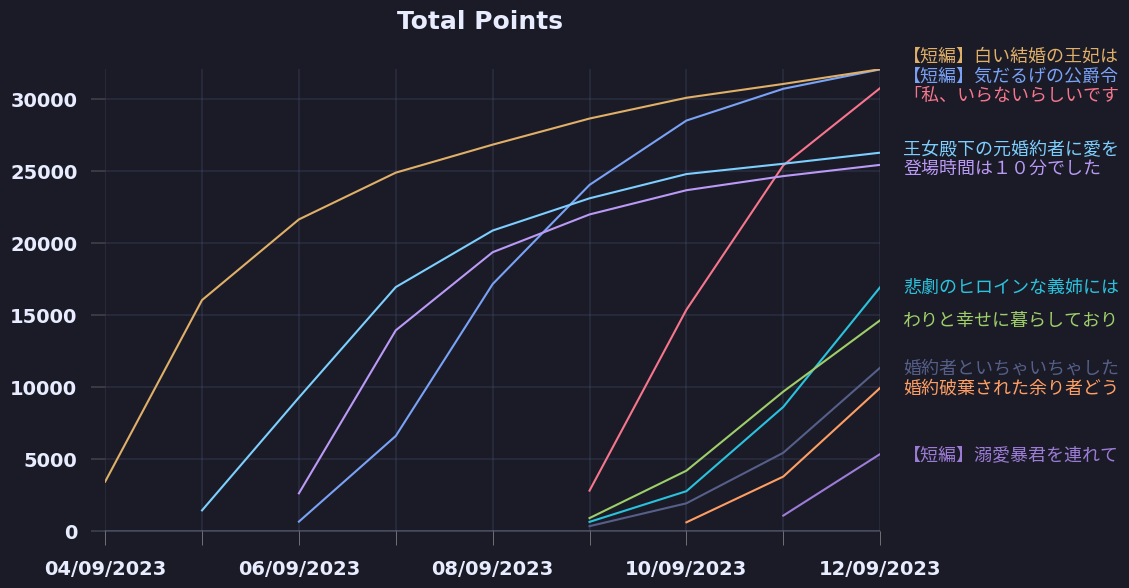 Total Points
【短編】白い結婚の王妃は
【短編】気だるげの公爵令
「私、いらないらしいです
王女殿下の元婚約者に愛を
登場時間は１０分でした
悲劇のヒロインな義姉には
わりと幸せに暮らしており
婚約者といちゃいちゃした
婚約破棄された余り者どう
【短編】溺愛暴君を連れて
30000
25000
20000
15000
10000
5000
0
04/09/2023 06/09/2023 08/09/2023 10/09/2023 12/09/2023